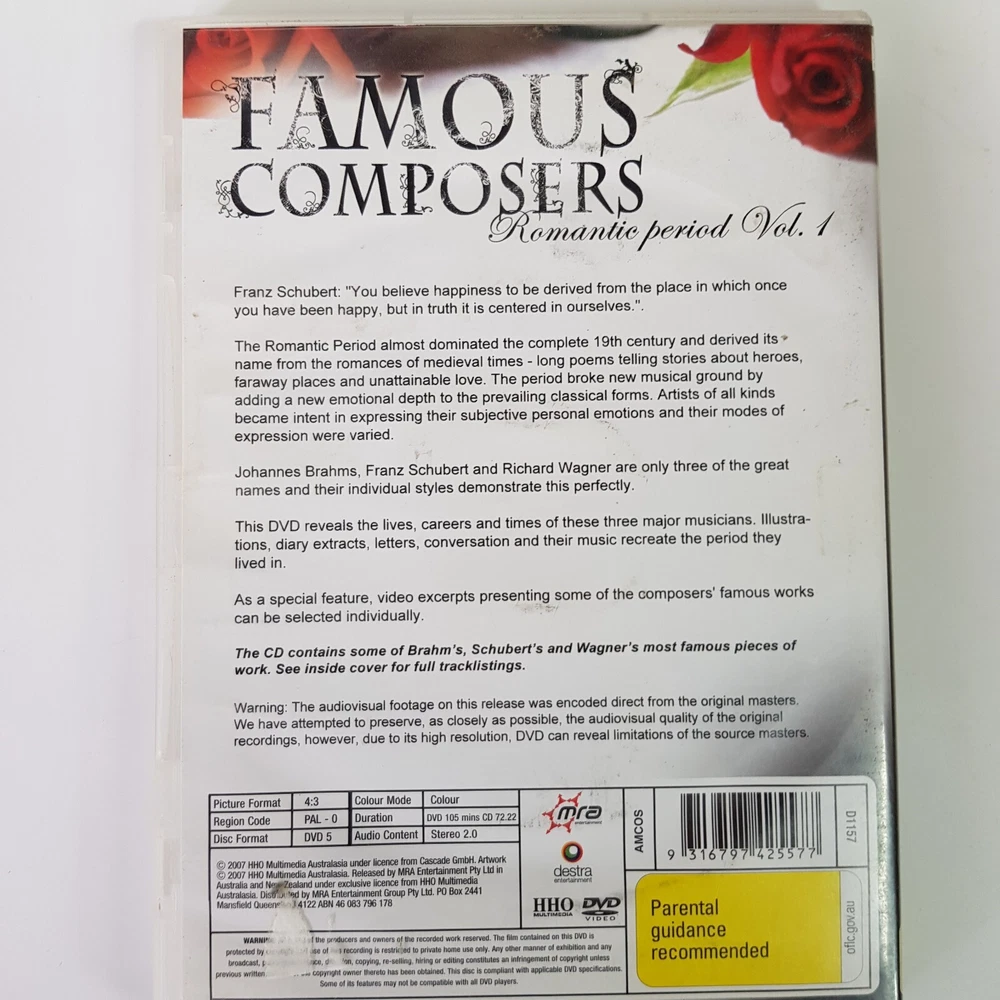 FAMOUS
COMPOSERS
Romantic period Vol. 1
Franz Schubert: "You believe happiness to be derived from the place in which once
you have been happy, but in truth it is centered in ourselves.".
The Romantic Period almost dominated the complete 19th century and derived its
name from the romances of medieval times - long poems telling stories about heroes,
faraway places and unattainable love. The period broke new musical ground by
adding a new emotional depth to the prevailing classical forms. Artists of all kinds
became intent in expressing their subjective personal emotions and their modes of
expression were varied.
Johannes Brahms, Franz Schubert and Richard Wagner are only three of the great
names and their individual styles demonstrate this perfectly.
This DVD reveals the lives, careers and times of these three major musicians. Illustra-
tions, diary extracts, letters, conversation and their music recreate the period they
lived in.
As a special feature, video excerpts presenting some of the composers' famous works
can be selected individually.
The CD contains some of Brahm's, Schubert's and Wagner's most famous pieces of
work. See inside cover for full tracklistings.
Warning: The audiovisual footage on this release was encoded direct from the original masters.
We have attempted to preserve, as closely as possible, the audiovisual quality of the original
recordings, however, due to its high resolution, DVD can reveal limitations of the source masters.
Picture Format 4:3 Colour Mode Colour
Region Code PAL - 0 Duration DVD 105 mins CD 72.22
Disc Format DVD 5 Audio Content Stereo 2.0
© 2007 HHO Multimedia Australasia under licence from Cascade GmbH. Artwork
© 2007 HHO Multimedia Australasia. Released by MRA Entertainment Pty Ltd in
Australia and New Zealand under exclusive licence from HHO Multimedia
Australasia. Distributed by MRA Entertainment Group Pty Ltd. PO Box 2441
Mansfield 4122 ABN 46 083 796 178
mra
entertainment
destra
entertainment
HHO
MULTIMEDIA
DVD
VIDEO
AMCOS
9 316797 425577
D1157
Parental
guidance
recommended
oflc.gov.au
of the producers and owners of the recorded work reserved. The film contained on this DVD is
protected by recording is restricted to private home use only. Any other manner of exhibition and any
broadcast, copying, re-selling, hiring or editing constitutes an infringement of copyright unless
previous written copyright owner thereto has been obtained. This disc is compliant with applicable DVD specifications.
Some of its features may not be compatible with all DVD players.